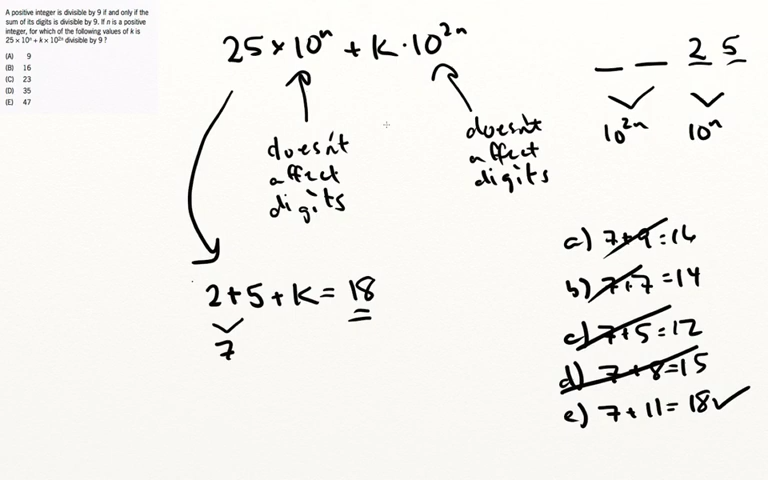 A positive integer is divisible by 9 if and only if the
sum of its digits is divisible by 9. If n is a positive
integer, for which of the following values of k is
25 × 10ⁿ + k × 10²ⁿ divisible by 9 ?
(A) 9
(B) 16
(C) 23
(D) 35
(E) 47
25 × 10ⁿ + k · 10²ⁿ
doesn't
affect
digits
doesn't
affect
digits
2 5
10²ⁿ 10ⁿ
2+5+k = 18
7
a) 7+9 = 16
b) 7+7 = 14
c) 7+5 = 12
d) 7+8 = 15
e) 7+11 = 18 ✓